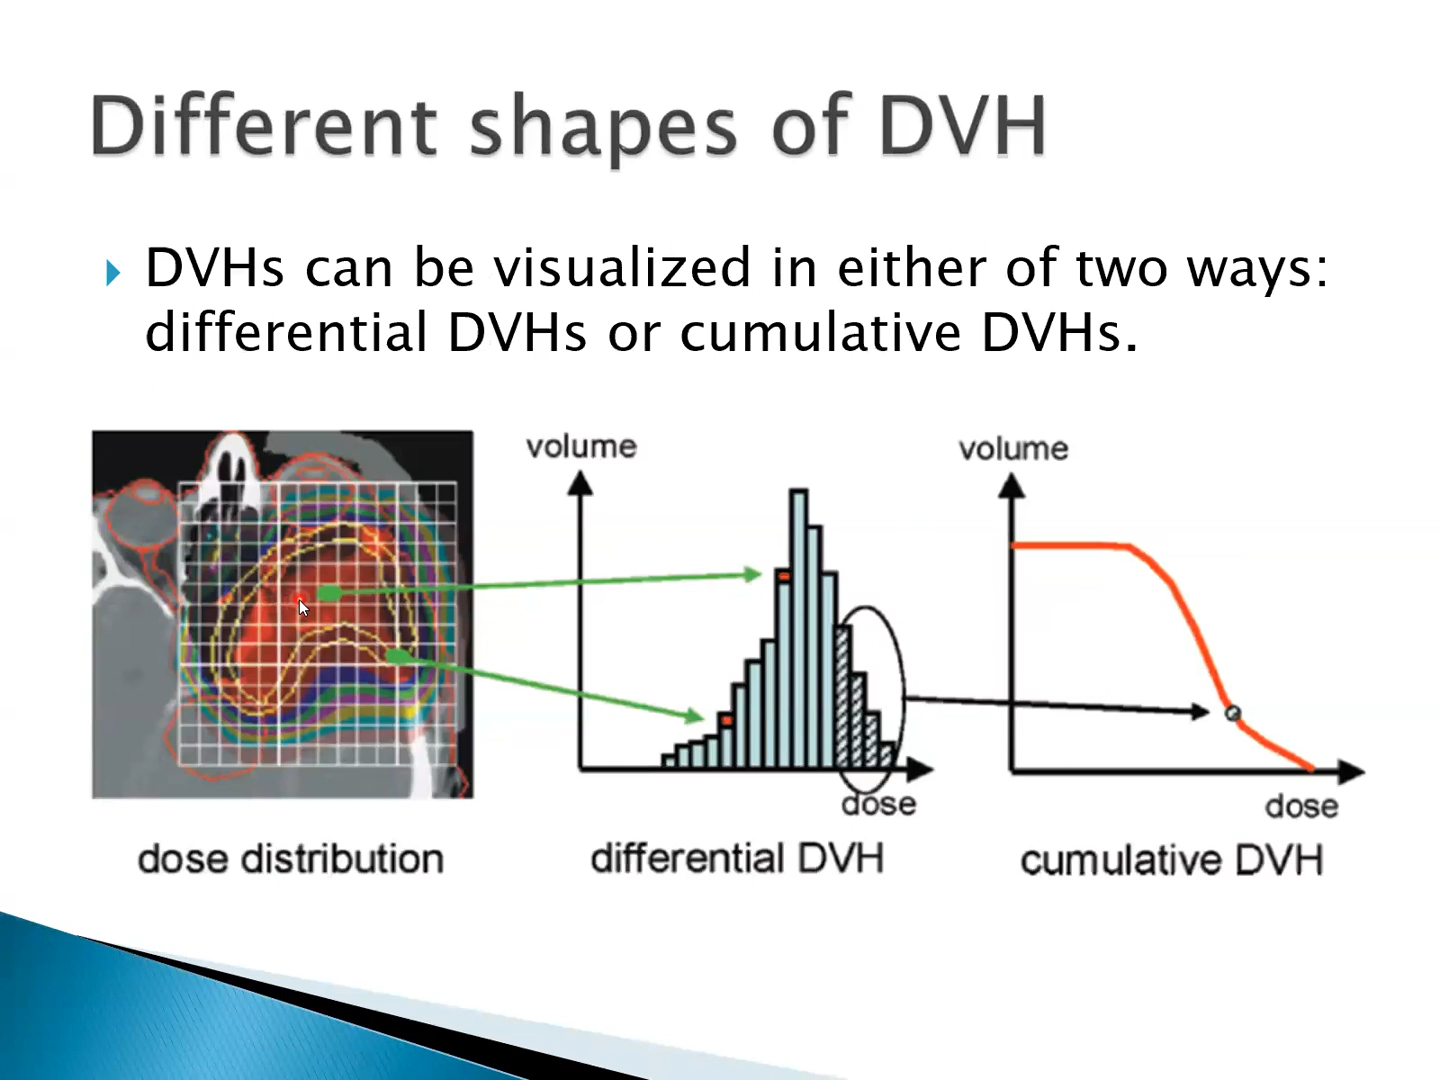 Different shapes of DVH
DVHs can be visualized in either of two ways:
differential DVHs or cumulative DVHs.
volume
volume
dose
dose
dose distribution
differential DVH
cumulative DVH